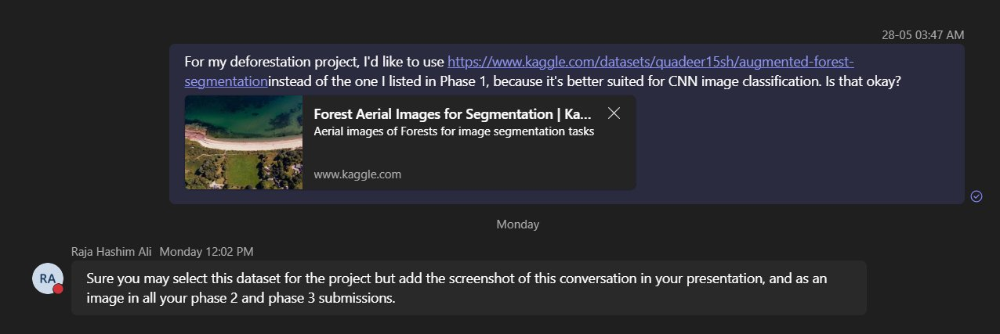 28-05 03:47 AM
For my deforestation project, I'd like to use https://www.kaggle.com/datasets/quadeer15sh/augmented-forest-
segmentationinstead of the one I listed in Phase 1, because it's better suited for CNN image classification. Is that okay?
Forest Aerial Images for Segmentation | Ka...
Aerial images of Forests for image segmentation tasks
www.kaggle.com
Monday
Raja Hashim Ali Monday 12:02 PM
RA
Sure you may select this dataset for the project but add the screenshot of this conversation in your presentation, and as an
image in all your phase 2 and phase 3 submissions.